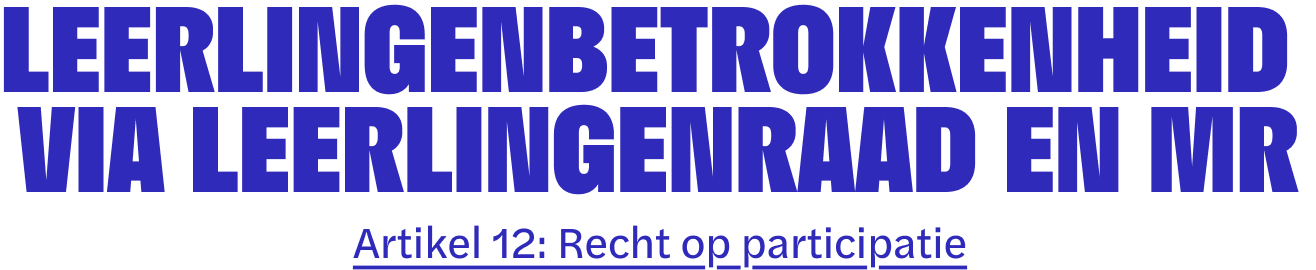 LEERLINGENBETROKKENHEID
VIA LEERLINGENRAAD EN MR
Artikel 12: Recht op participatie